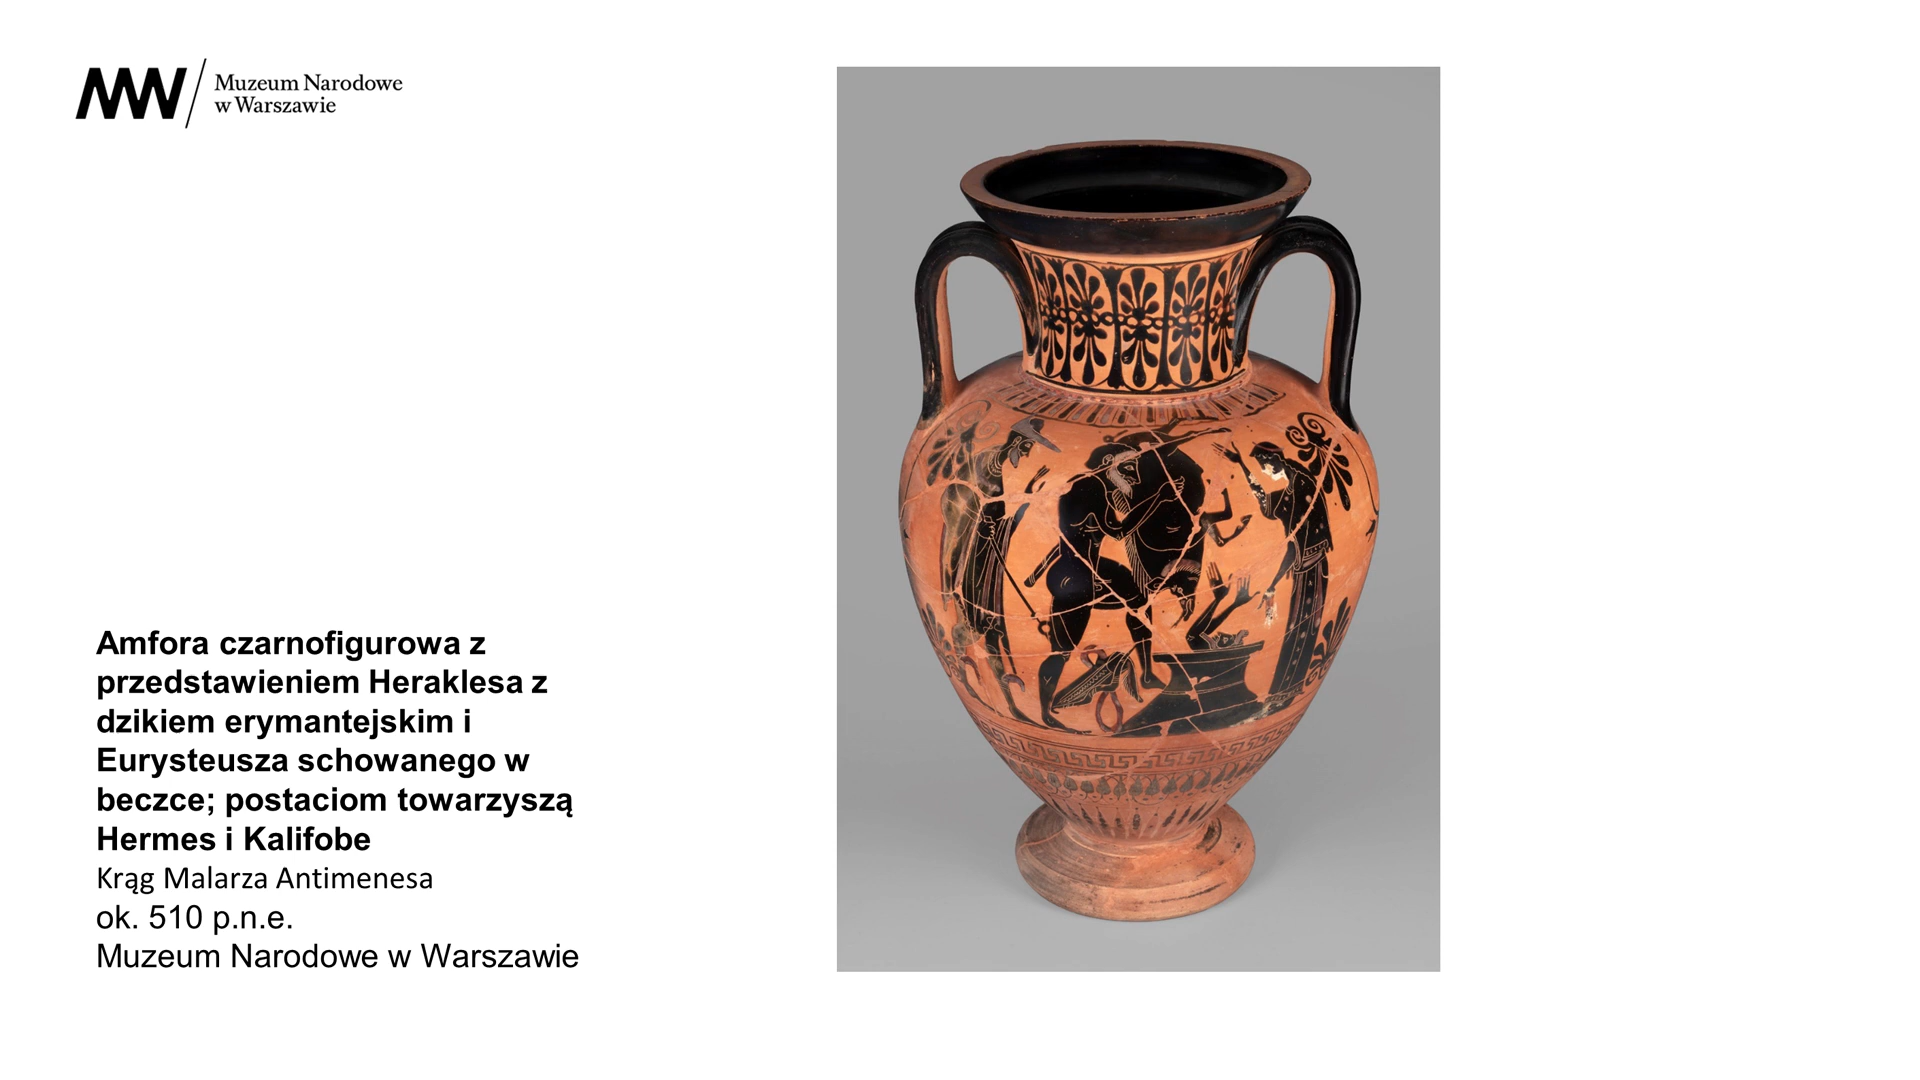 MNW
Muzeum Narodowe
w Warszawie
Amfora czarnofigurowa z
przedstawieniem Heraklesa z
dzikiem erymantejskim i
Eurysteusza schowanego w
beczce; postaciom towarzyszą
Hermes i Kalifobe
Krąg Malarza Antimenesa
ok. 510 p.n.e.
Muzeum Narodowe w Warszawie